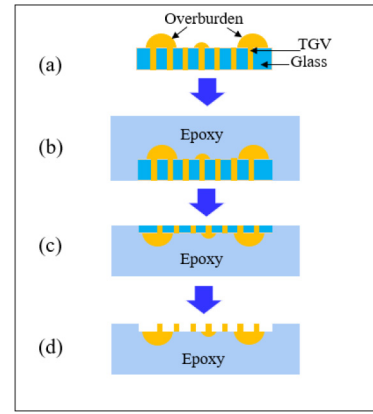 Overburden
TGV
(a)
Glass
(b)
Epoxy
(c)
Epoxy
(d)
Epoxy